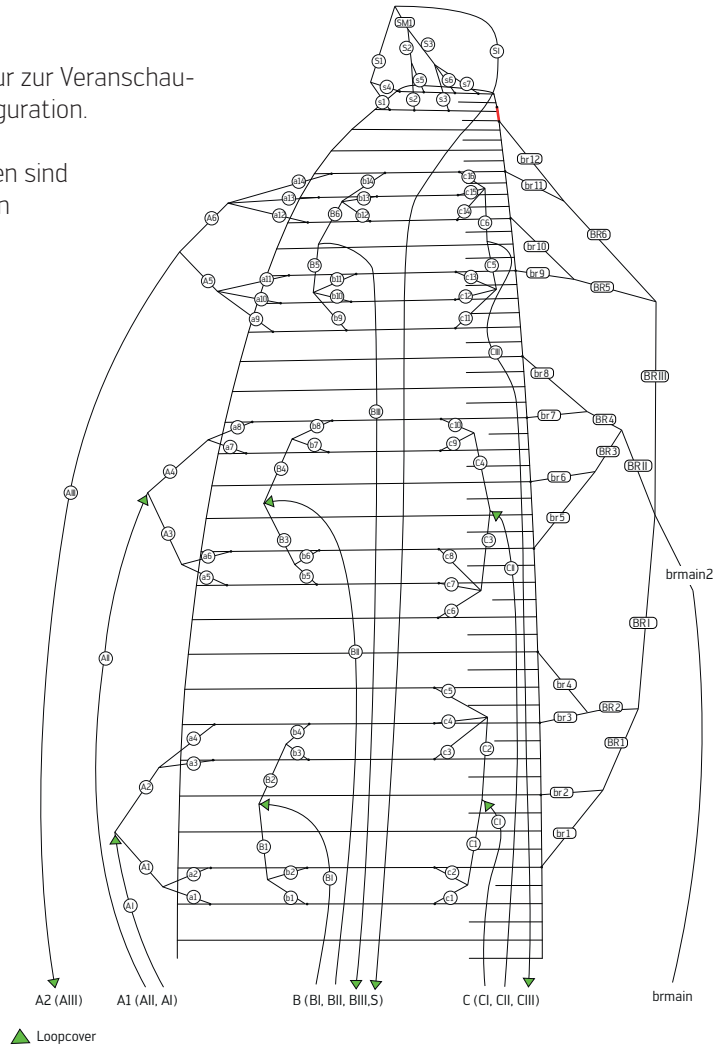 ur zur Veranschau-
guration.
en sind
n
SM1
S1 S2 S3 SI
s4 s5 s6 s7
s1 s2 s3
br12
a14 b14 c16 br11
a13 b13 c15
a12 B6 b12 c14
A6 C6 BR6
br10
B5 C5
A5 a11 b11 c13 br9
BR5
a10 b10 c12
a9 b9 c11
CIII
br8 BRIII
BIII br7
a8 b8 c10 BR4
a7 b7 c9
BR3
A4 B4 C4 BR11
br6
AIII
br5
A3 B3 C3
a6 b6 c8
CII
a5 b5 c7
brmain2
c6
BRI
AII BII
br4
c5
br3 BR2
a4 b4 c4
a3 b3 c3 C2 BR1
A2 B2
br2
CI
br1
B1 C1
A1
a2 b2 c2
BI
a1 b1 c1
AI
A2 (AIII) A1 (AII, AI) B (BI, BII, BIII,S) C (CI, CII, CIII) brmain
Loopcover